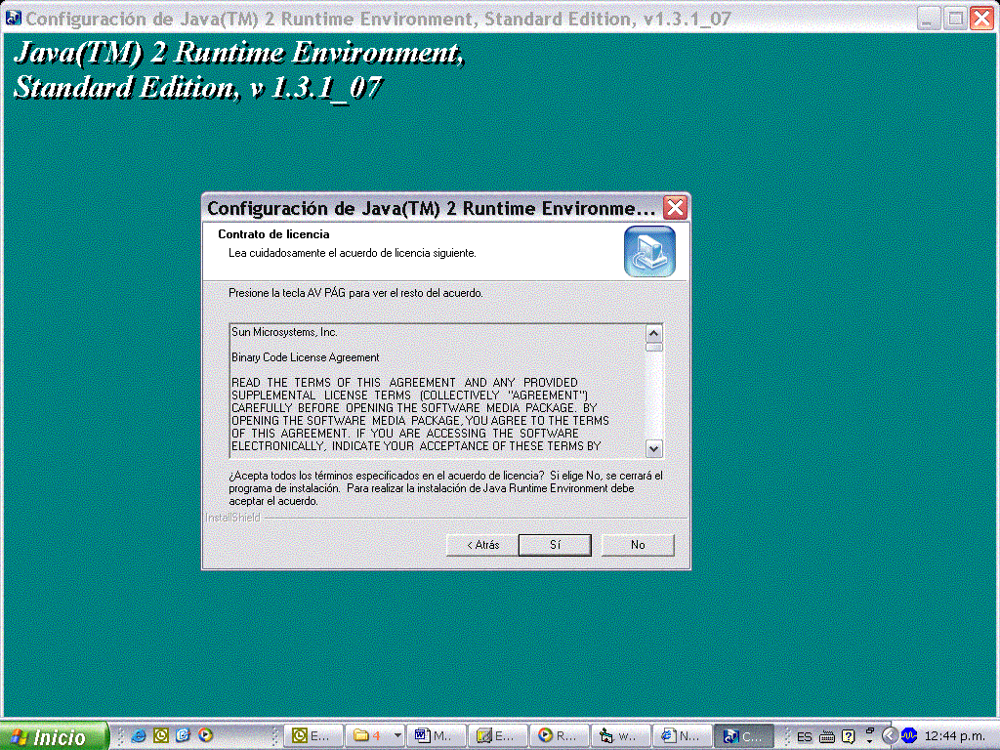 Configuración de Java(TM) 2 Runtime Environment, Standard Edition, v1.3.1_07
Java(TM) 2 Runtime Environment,
Standard Edition, v 1.3.1_07
Configuración de Java(TM) 2 Runtime Environme...
Contrato de licencia
Lea cuidadosamente el acuerdo de licencia siguiente.
Presione la tecla AV PÁG para ver el resto del acuerdo.
Sun Microsystems, Inc.
Binary Code License Agreement
READ THE TERMS OF THIS AGREEMENT AND ANY PROVIDED
SUPPLEMENTAL LICENSE TERMS (COLLECTIVELY "AGREEMENT")
CAREFULLY BEFORE OPENING THE SOFTWARE MEDIA PACKAGE. BY
OPENING THE SOFTWARE MEDIA PACKAGE, YOU AGREE TO THE TERMS
OF THIS AGREEMENT. IF YOU ARE ACCESSING THE SOFTWARE
ELECTRONICALLY, INDICATE YOUR ACCEPTANCE OF THESE TERMS BY
¿Acepta todos los términos especificados en el acuerdo de licencia? Si elige No, se cerrará el
programa de instalación. Para realizar la instalación de Java Runtime Environment debe
aceptar el acuerdo.
InstallShield
< Atrás Sí No
Inicio E... 4 M... E... R... w... N... C... ES 12:44 p.m.